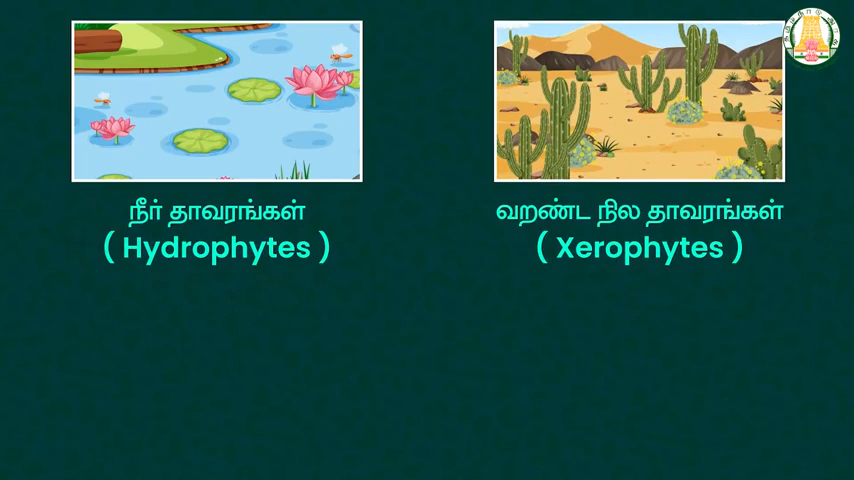 நீர் தாவரங்கள்
( Hydrophytes )
வறண்ட நில தாவரங்கள்
( Xerophytes )